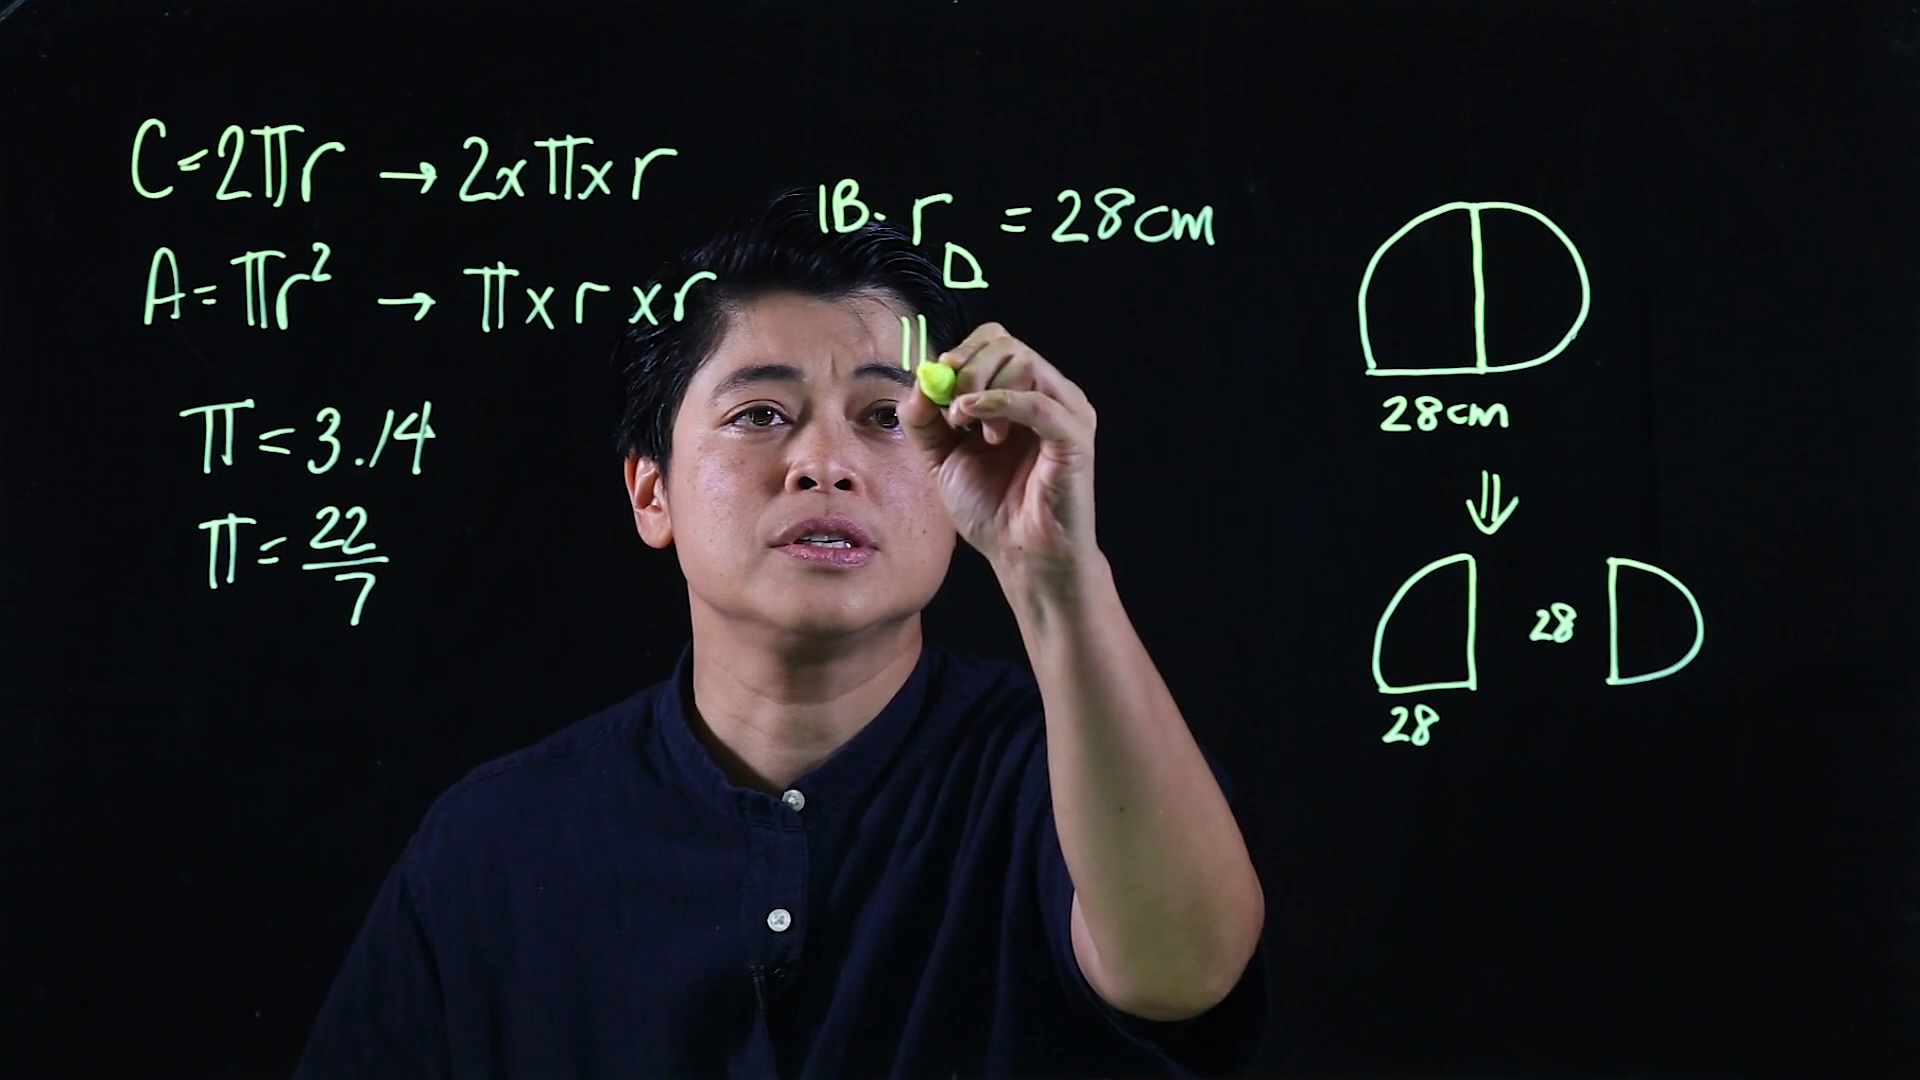 C=2πr → 2xπxr
A=πr² → πxrxr
π=3.14
π=22/7
1B. r = 28cm
π
28cm
⇓
28
28